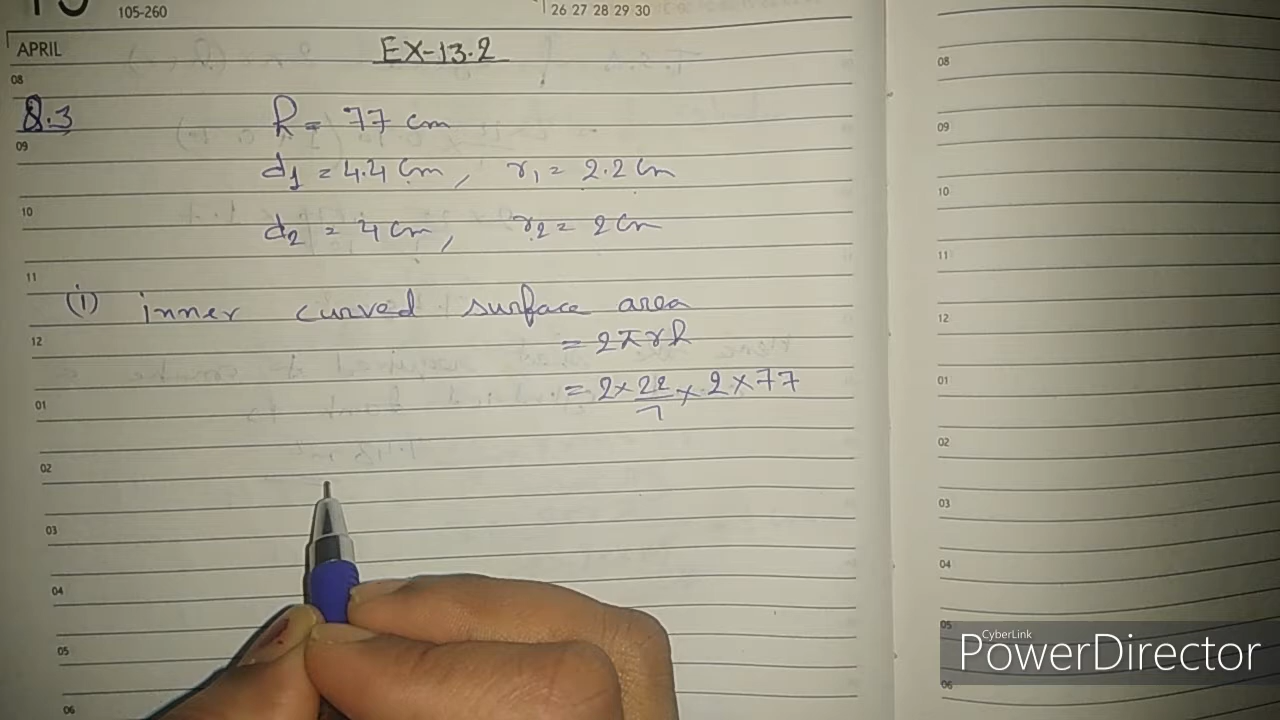 105-260
26 27 28 29 30
APRIL
EX-13.2
08
Q.3
h = 77 cm
09
d1 = 4.4 cm, r1 = 2.2 cm
10
d2 = 4 cm, r2 = 2 cm
11
(i) inner curved surface area
12
= 2πrh
= 2 × 22/7 × 2 × 77
01
02
03
04
05
06
08
09
10
11
12
01
02
03
04
05
06
CyberLink
PowerDirector